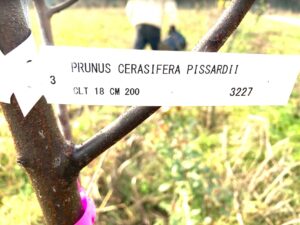 PRUNUS CERASIFERA PISSARDII
3
CLT 18 CM 200 3227